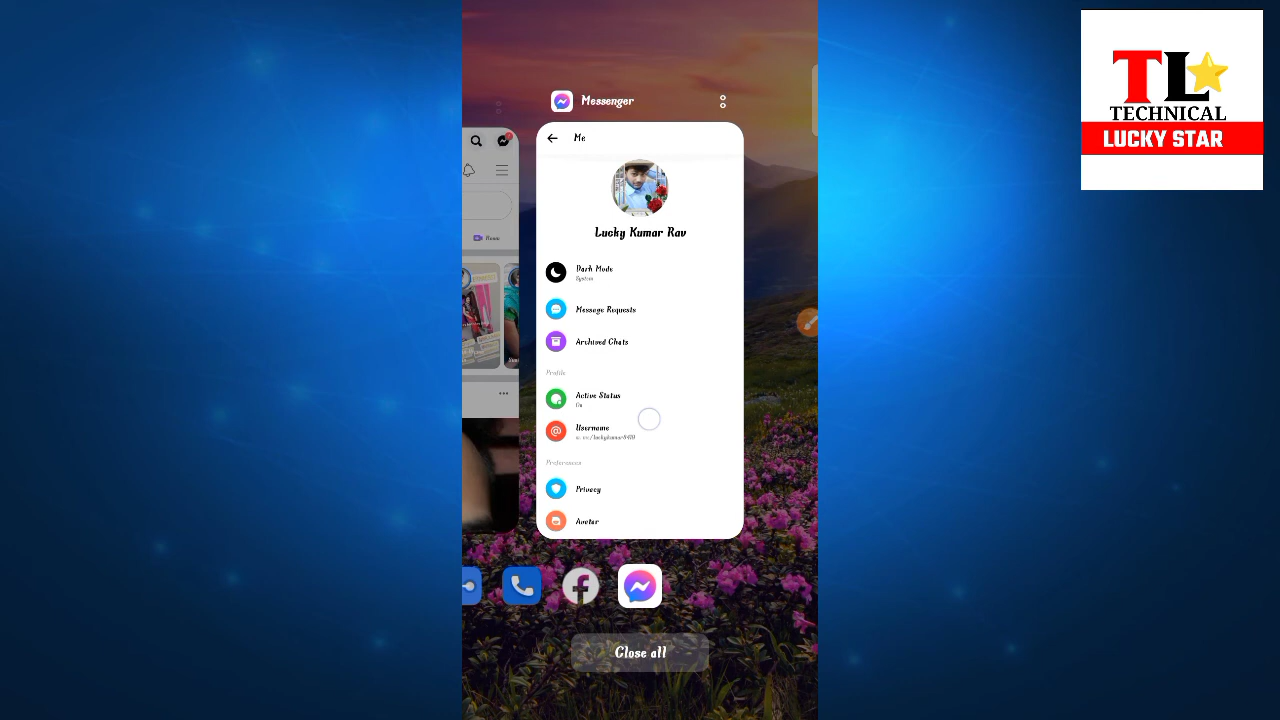 Messenger
Me
Lucky Kumar Rav
Dark Mode
System
Message Requests
Archived Chats
Profile
Active Status
On
Username
Preferences
Privacy
Avatar
Close all
TL
TECHNICAL
LUCKY STAR